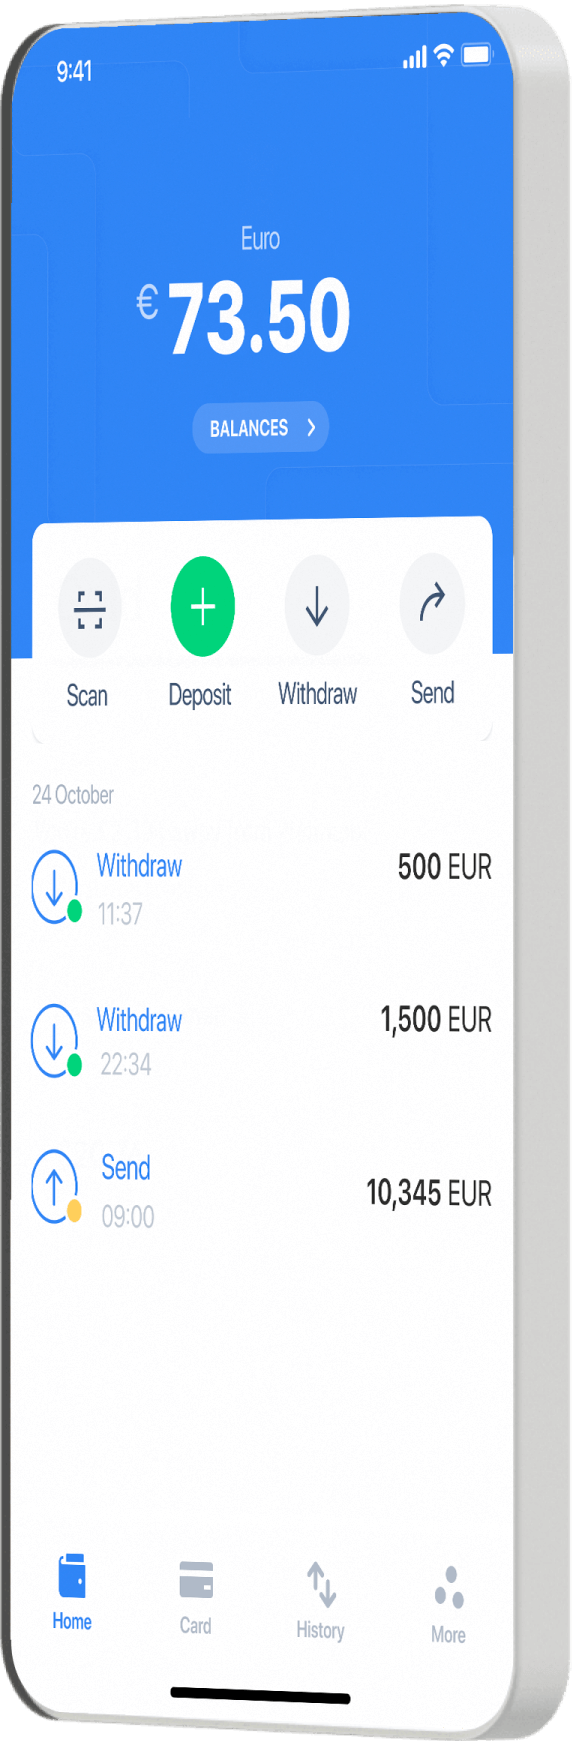 9:41
Euro
€ 73.50
BALANCES
Scan Deposit Withdraw Send
24 October
Withdraw 500 EUR
11:37
Withdraw 1,500 EUR
22:34
Send 10,345 EUR
09:00
Home Card History More